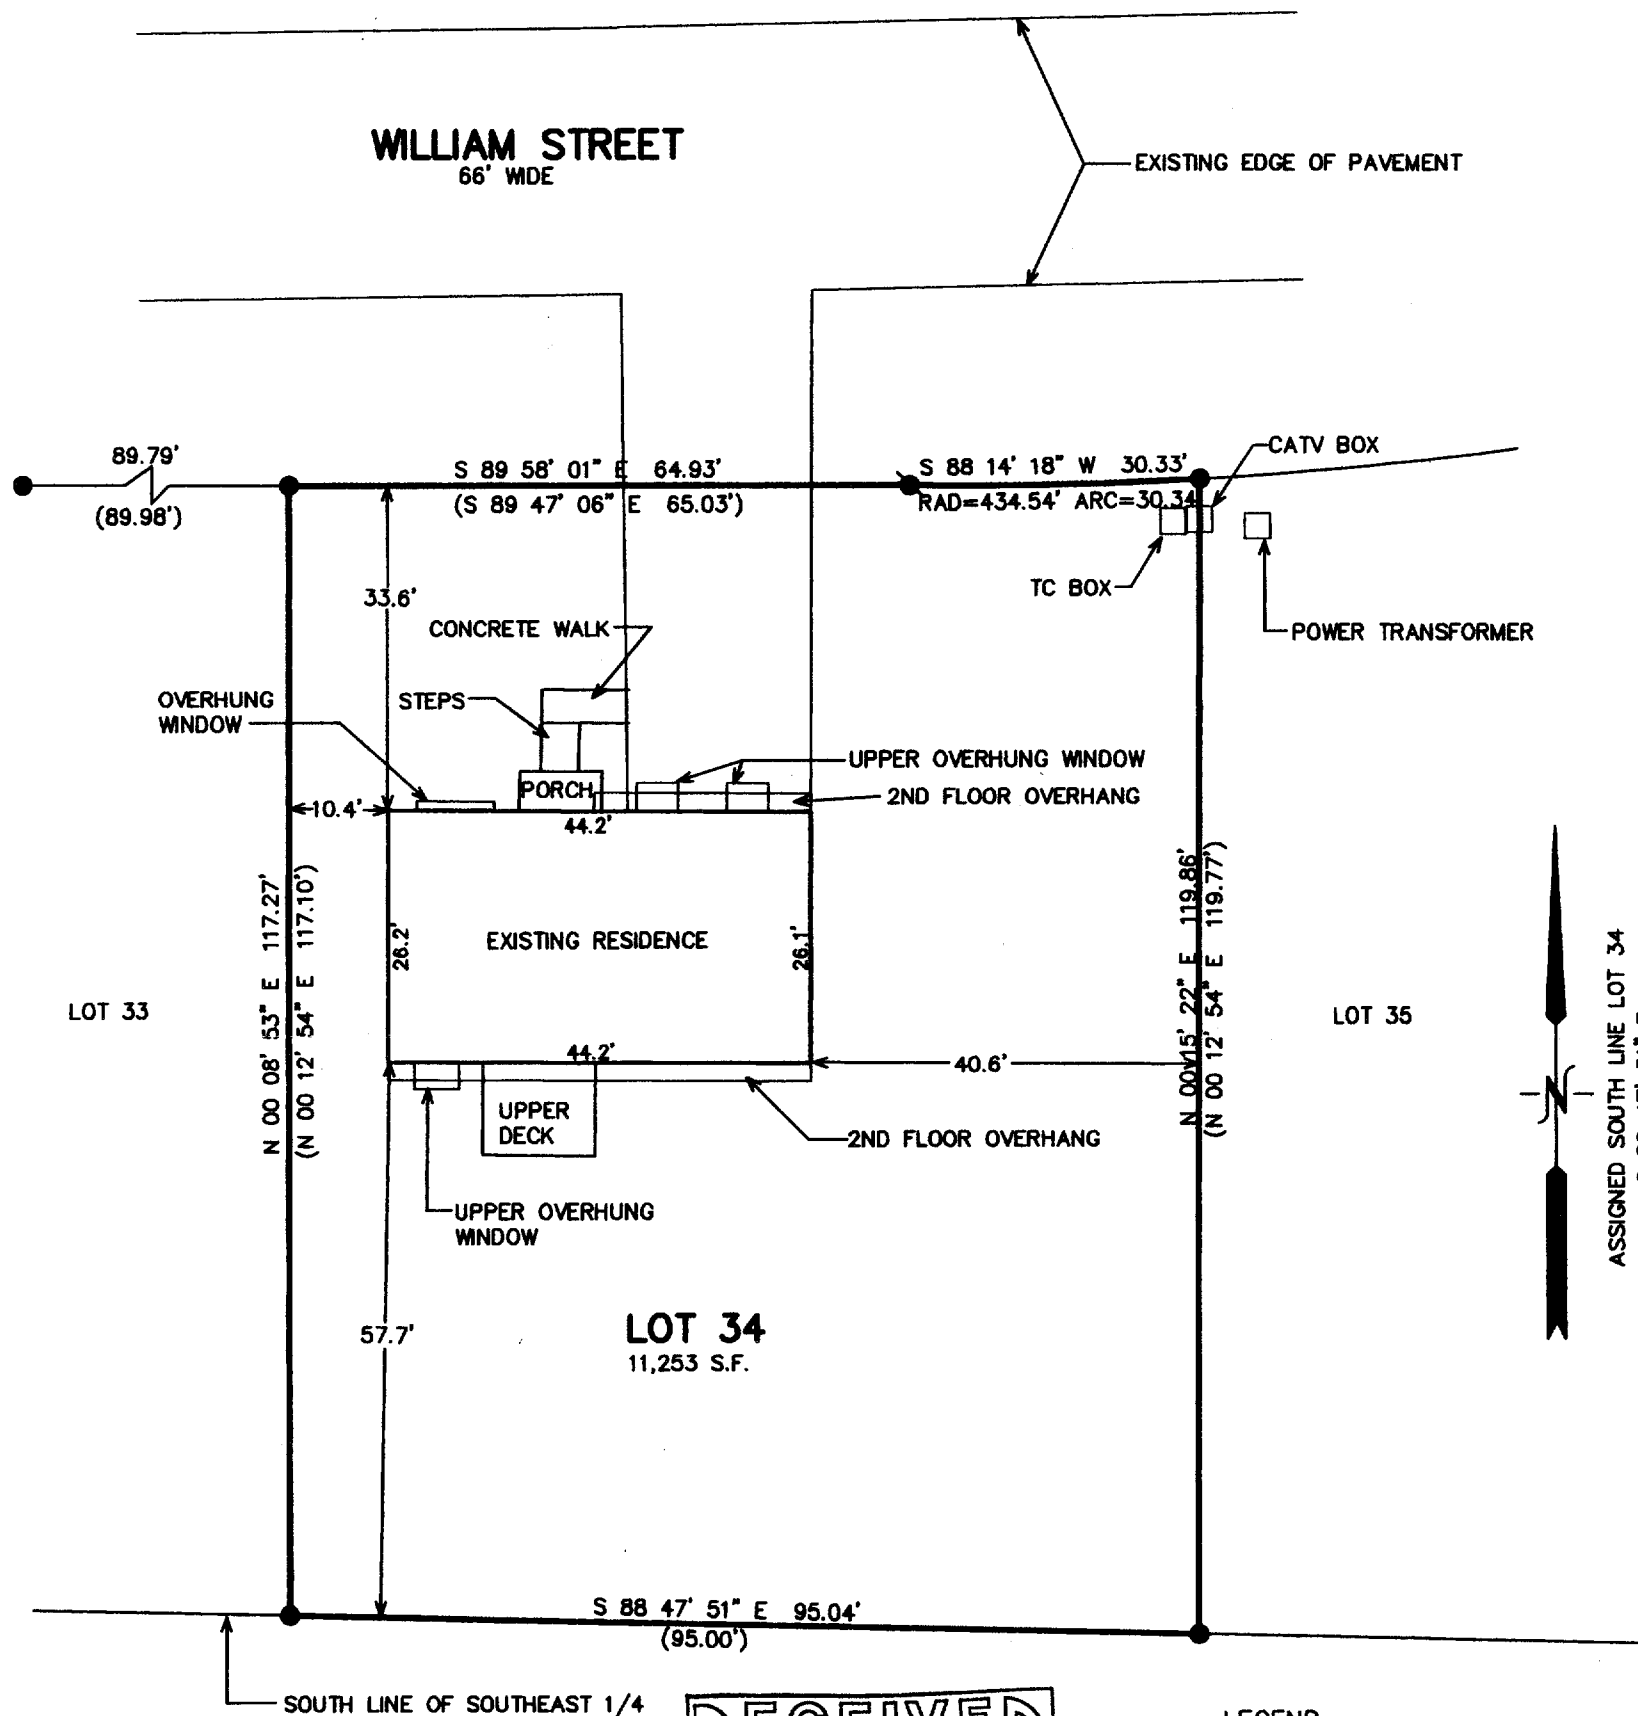 WILLIAM STREET
66' WIDE
EXISTING EDGE OF PAVEMENT
89.79'
(89.98')
S 89 58' 01" E 64.93'
(S 89 47' 06" E 65.03')
S 88 14' 18" W 30.33'
RAD=434.54' ARC=30.34
CATV BOX
TC BOX
POWER TRANSFORMER
33.6'
CONCRETE WALK
OVERHUNG
WINDOW
STEPS
UPPER OVERHUNG WINDOW
PORCH
2ND FLOOR OVERHANG
10.4'
44.2'
N 00 08' 53" E 117.27'
(N 00 12' 54" E 117.10')
26.2'
EXISTING RESIDENCE
26.1'
N 00 15' 22" E 119.86'
(N 00 12' 54" E 119.77')
LOT 33
LOT 35
N
ASSIGNED SOUTH LINE LOT 34
44.2'
40.6'
UPPER
DECK
2ND FLOOR OVERHANG
UPPER OVERHUNG
WINDOW
57.7'
LOT 34
11,253 S.F.
S 88 47' 51" E 95.04'
(95.00')
SOUTH LINE OF SOUTHEAST 1/4
RECEIVED
LEGEND